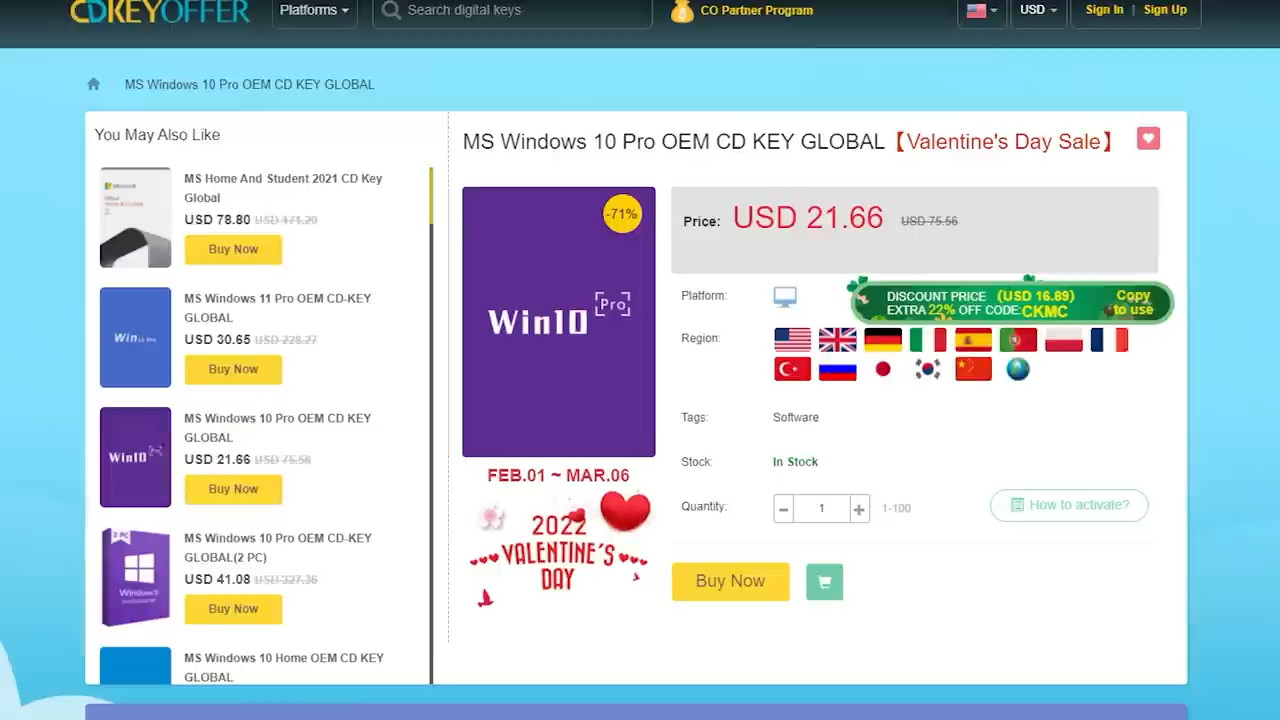 CDKEYOFFER
Platforms
Search digital keys
CO Partner Program
USD
Sign In | Sign Up
MS Windows 10 Pro OEM CD KEY GLOBAL
You May Also Like
MS Home And Student 2021 CD Key
Global
USD 78.80 USD 471.20
Buy Now
MS Windows 11 Pro OEM CD-KEY
GLOBAL
USD 30.65 USD 228.27
Buy Now
Win10 Pro
MS Windows 10 Pro OEM CD KEY
GLOBAL
USD 21.66 USD 75.56
Buy Now
2 PC
MS Windows 10 Pro OEM CD-KEY
GLOBAL(2 PC)
USD 41.08 USD 327.36
Buy Now
MS Windows 10 Home OEM CD KEY
GLOBAL
MS Windows 10 Pro OEM CD KEY GLOBAL【Valentine's Day Sale】
-71%
Win10 Pro
FEB.01 ~ MAR.06
2022
VALENTINE'S
DAY
Price: USD 21.66 USD 75.56
Platform:
DISCOUNT PRICE (USD 16.89)
EXTRA 22% OFF CODE:CKMC
Copy
to use
Region:
Tags: Software
Stock: In Stock
Quantity: − 1 + 1-100
How to activate?
Buy Now